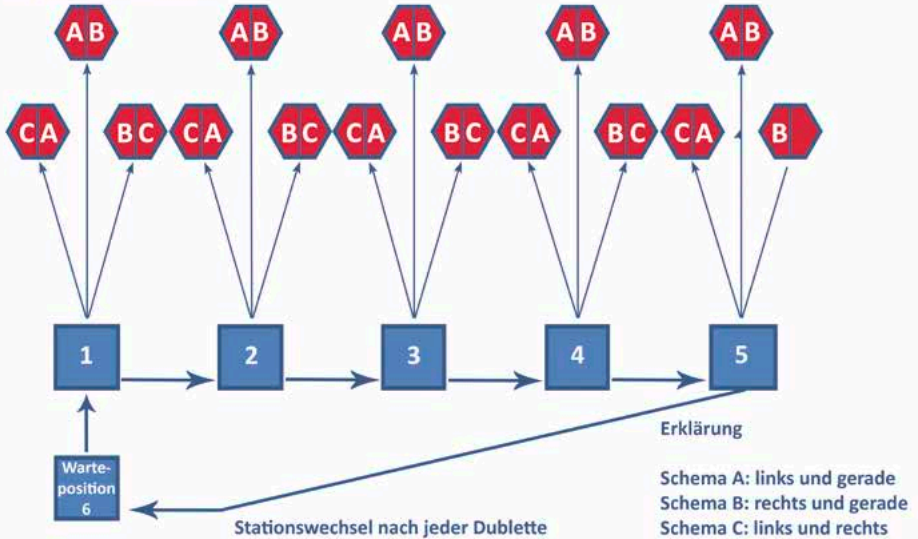 AB AB AB AB AB
CA BC CA BC CA BC CA BC CA B
1 2 3 4 5
Warte-
position
6
Erklärung
Schema A: links und gerade
Schema B: rechts und gerade
Schema C: links und rechts
Stationswechsel nach jeder Dublette